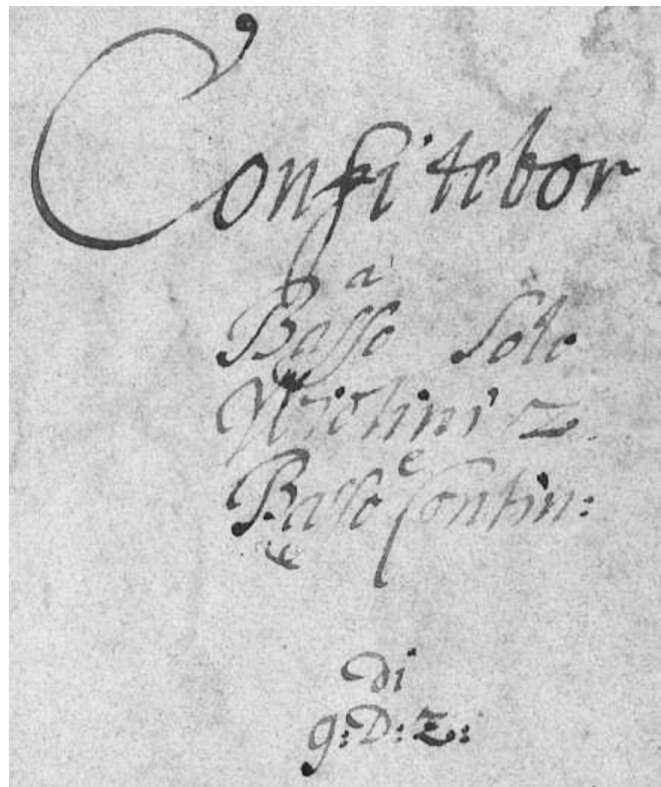 Confitebor
a
Basso Solo
Violini 2
e
Basso Contin:
di
G:D:Z: